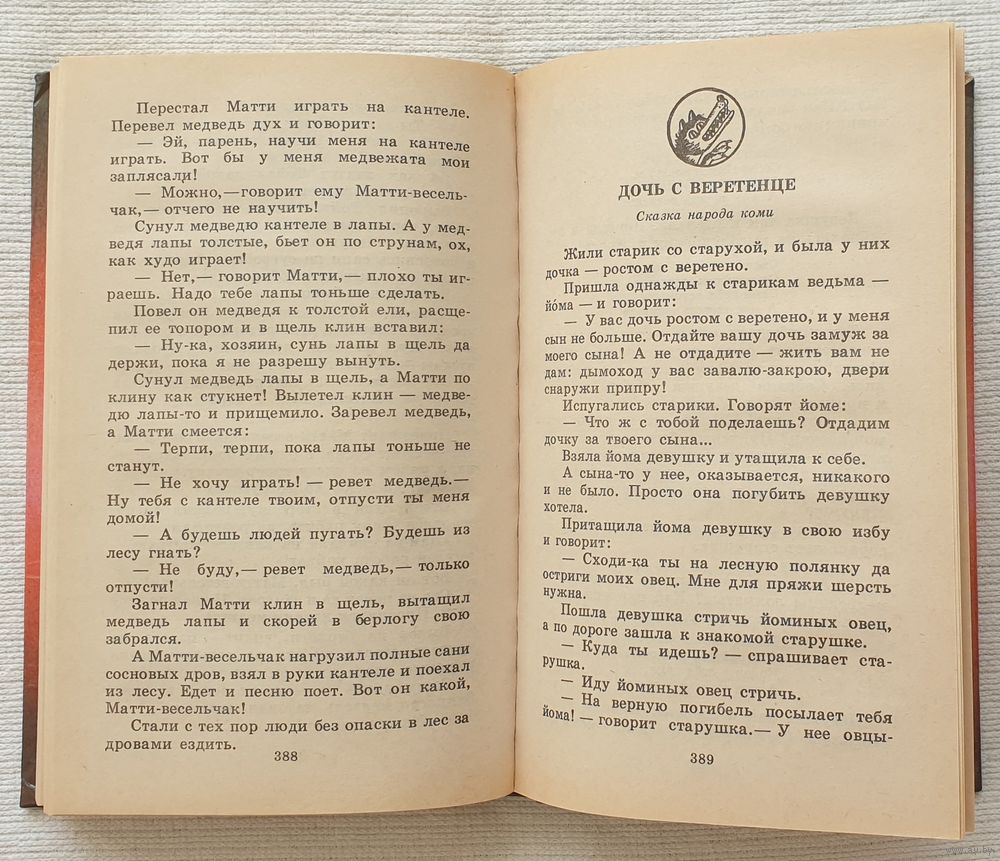 Перестал Матти играть на кантеле.
Перевел медведь дух и говорит:
— Эй, парень, научи меня на кантеле
играть. Вот бы у меня медвежата мои
заплясали!
— Можно,— говорит ему Матти-весель-
чак,— отчего не научить!
Сунул медведю кантеле в лапы. А у мед-
ведя лапы толстые, бьет он по струнам, ох,
как худо играет!
— Нет,— говорит Матти,— плохо ты иг-
раешь. Надо тебе лапы тоньше сделать.
Повел он медведя к толстой ели, расще-
пил ее топором и в щель клин вставил:
— Ну-ка, хозяин, сунь лапы в щель да
держи, пока я не разрешу вынуть.
Сунул медведь лапы в щель, а Матти по
клину как стукнет! Вылетел клин — медве-
дю лапы-то и прищемило. Заревел медведь,
а Матти смеется:
— Терпи, терпи, пока лапы тоньше не
станут.
— Не хочу играть! — ревет медведь.—
Ну тебя с кантеле твоим, отпусти ты меня
домой!
— А будешь людей пугать? Будешь из
лесу гнать?
— Не буду,— ревет медведь,— только
отпусти!
Загнал Матти клин в щель, вытащил
медведь лапы и скорей в берлогу свою
забрался.
А Матти-весельчак нагрузил полные сани
сосновых дров, взял в руки кантеле и поехал
из лесу. Едет и песню поет. Вот он какой,
Матти-весельчак!
Стали с тех пор люди без опаски в лес за
дровами ездить.
388
ДОЧЬ С ВЕРЕТЕНЦЕ
Сказка народа коми
Жили старик со старухой, и была у них
дочка — ростом с веретено.
Пришла однажды к старикам ведьма —
йо́ма — и говорит:
— У вас дочь ростом с веретено, и у меня
сын не больше. Отдайте вашу дочь замуж за
моего сына! А не отдадите — жить вам не
дам: дымоход у вас завалю-закрою, двери
снаружи припру!
Испугались старики. Говорят йоме:
— Что ж с тобой поделаешь? Отдадим
дочку за твоего сына...
Взяла йома девушку и утащила к себе.
А сына-то у нее, оказывается, никакого
и не было. Просто она погубить девушку
хотела.
Притащила йома девушку в свою избу
и говорит:
— Сходи-ка ты на лесную полянку да
остриги моих овец. Мне для пряжи шерсть
нужна.
Пошла девушка стричь йоминых овец,
а по дороге зашла к знакомой старушке.
— Куда ты идешь? — спрашивает ста-
рушка.
— Иду йоминых овец стричь.
— На верную погибель посылает тебя
йома! — говорит старушка.— У нее овцы-
389
www.ay.by